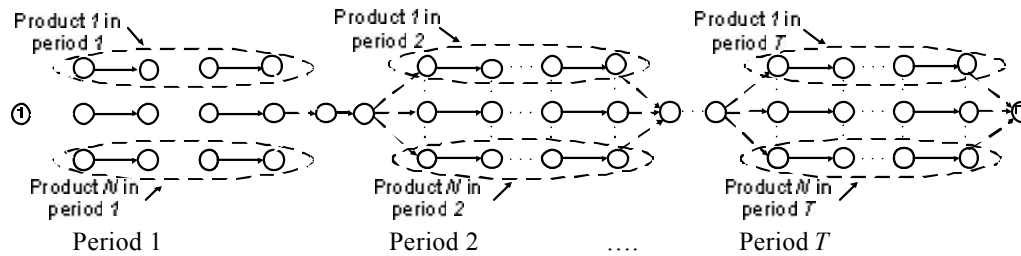 Product 1 in
period 1
Product 1 in
period 2
Product 1 in
period T
1
Product N in
period 1
Product N in
period 2
Product N in
period T
Period 1
Period 2
....
Period T